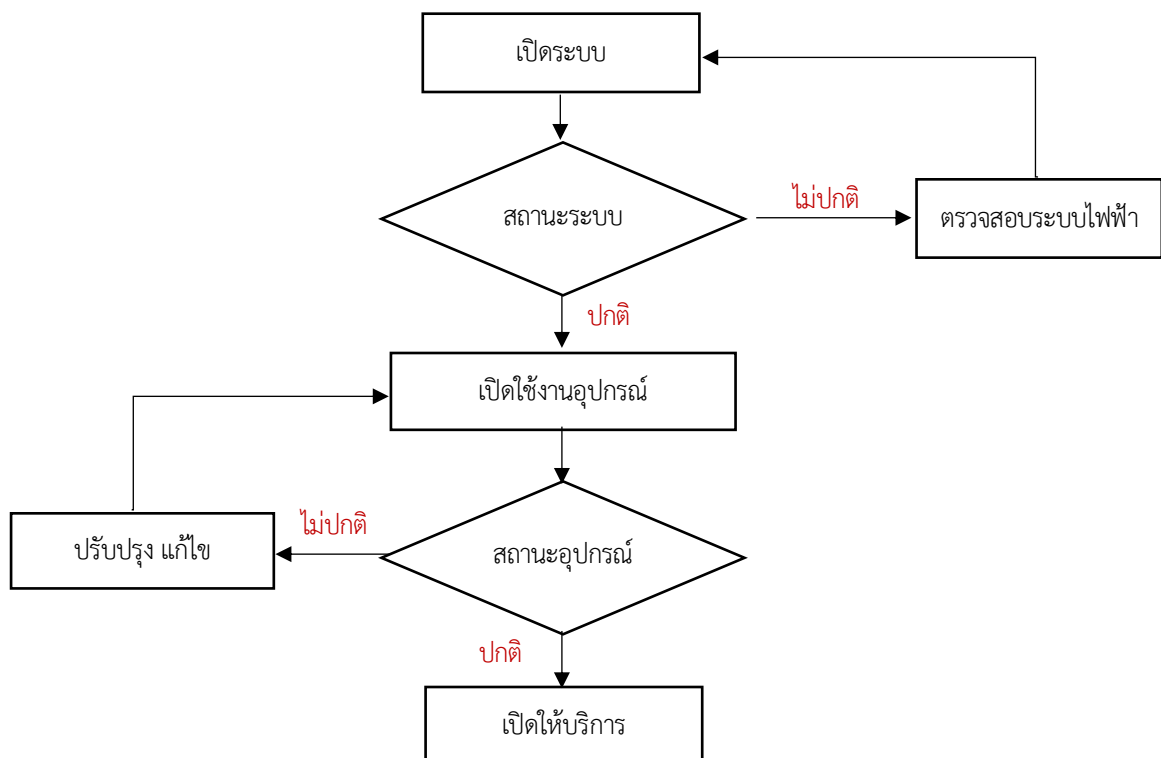 เปิดระบบ
สถานะระบบ
ไม่ปกติ
ตรวจสอบระบบไฟฟ้า
ปกติ
เปิดใช้งานอุปกรณ์
ไม่ปกติ
ปรับปรุง แก้ไข
สถานะอุปกรณ์
ปกติ
เปิดให้บริการ